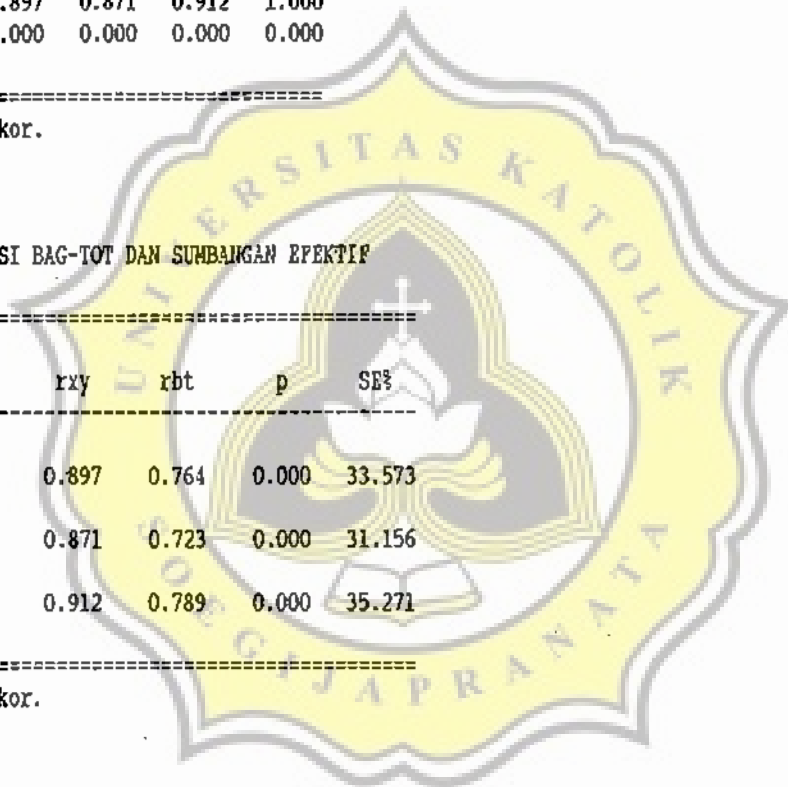 .897 0.871 0.912 1.000
.000 0.000 0.000 0.000
==============================
kor.
SI BAG-TOT DAN SUMBANGAN EFEKTIF
========================================
rxy rbt p SE%
----------------------------------------
0.897 0.764 0.000 33.573
0.871 0.723 0.000 31.156
0.912 0.789 0.000 35.271
========================================
kor.
UNIVERSITAS KATOLIK
SOEGIJAPRANATA